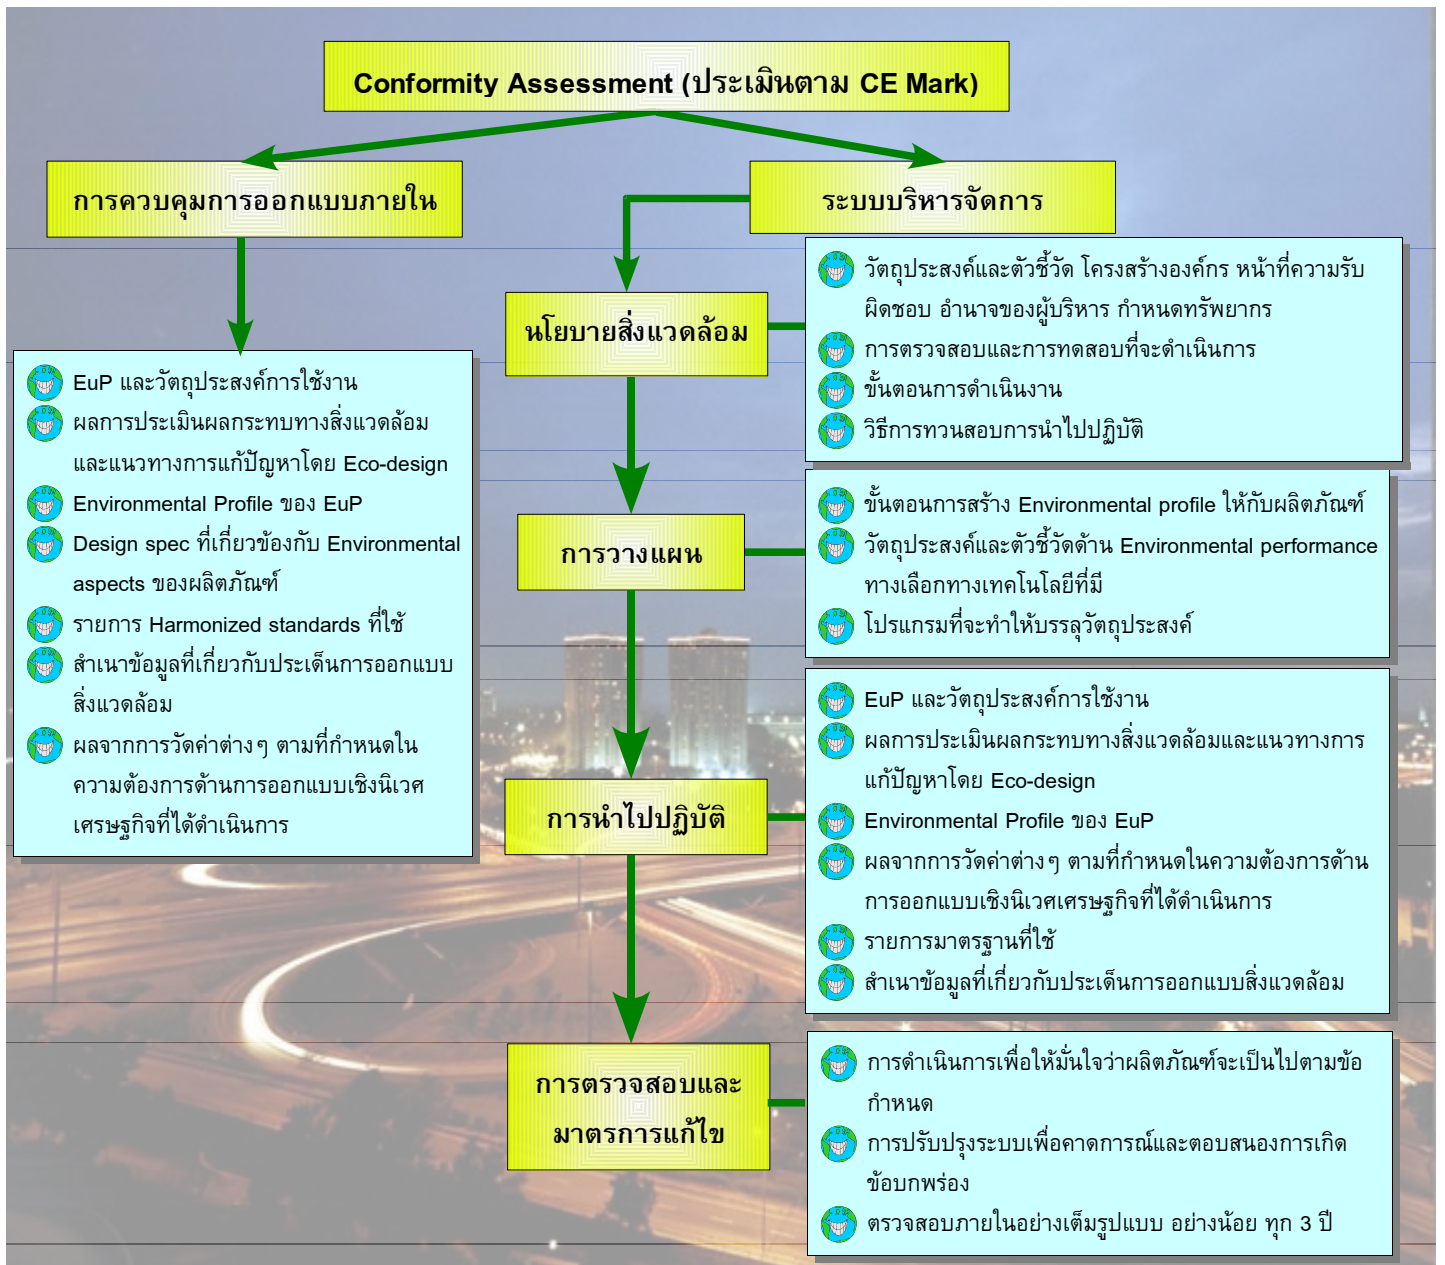 Conformity Assessment (ประเมินตาม CE Mark)
การควบคุมการออกแบบภายใน
EuP และวัตถุประสงค์การใช้งาน
ผลการประเมินผลกระทบทางสิ่งแวดล้อม
และแนวทางการแก้ปัญหาโดย Eco-design
Environmental Profile ของ EuP
Design spec ที่เกี่ยวข้องกับ Environmental
aspects ของผลิตภัณฑ์
รายการ Harmonized standards ที่ใช้
สำเนาข้อมูลที่เกี่ยวกับประเด็นการออกแบบ
สิ่งแวดล้อม
ผลจากการวัดค่าต่างๆ ตามที่กำหนดใน
ความต้องการด้านการออกแบบเชิงนิเวศ
เศรษฐกิจที่ได้ดำเนินการ
ระบบบริหารจัดการ
นโยบายสิ่งแวดล้อม
วัตถุประสงค์และตัวชี้วัด โครงสร้างองค์กร หน้าที่ความรับ
ผิดชอบ อำนาจของผู้บริหาร กำหนดทรัพยากร
การตรวจสอบและการทดสอบที่จะดำเนินการ
ขั้นตอนการดำเนินงาน
วิธีการทวนสอบการนำไปปฏิบัติ
การวางแผน
ขั้นตอนการสร้าง Environmental profile ให้กับผลิตภัณฑ์
วัตถุประสงค์และตัวชี้วัดด้าน Environmental performance
ทางเลือกทางเทคโนโลยีที่มี
โปรแกรมที่จะทำให้บรรลุวัตถุประสงค์
การนำไปปฏิบัติ
EuP และวัตถุประสงค์การใช้งาน
ผลการประเมินผลกระทบทางสิ่งแวดล้อมและแนวทางการ
แก้ปัญหาโดย Eco-design
Environmental Profile ของ EuP
ผลจากการวัดค่าต่างๆ ตามที่กำหนดในความต้องการด้าน
การออกแบบเชิงนิเวศเศรษฐกิจที่ได้ดำเนินการ
รายการมาตรฐานที่ใช้
สำเนาข้อมูลที่เกี่ยวกับประเด็นการออกแบบสิ่งแวดล้อม
การตรวจสอบและ
มาตรการแก้ไข
การดำเนินการเพื่อให้มั่นใจว่าผลิตภัณฑ์จะเป็นไปตามข้อ
กำหนด
การปรับปรุงระบบเพื่อคาดการณ์และตอบสนองการเกิด
ข้อบกพร่อง
ตรวจสอบภายในอย่างเต็มรูปแบบ อย่างน้อย ทุก 3 ปี